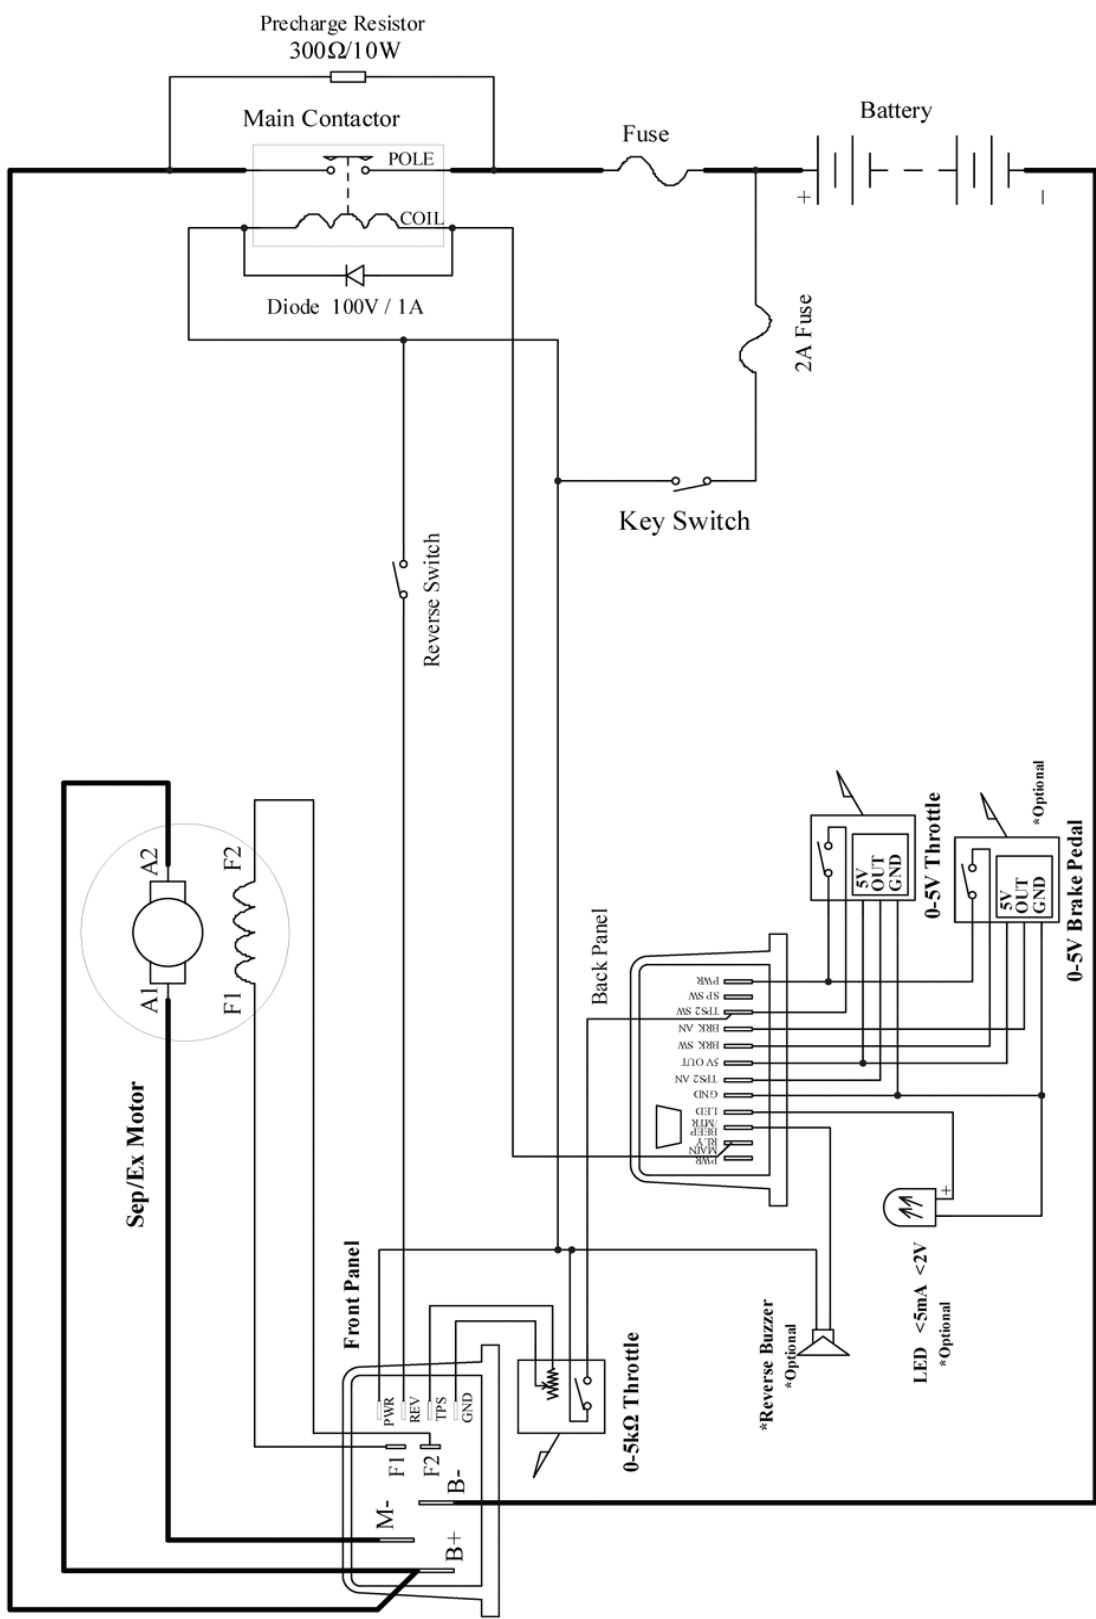 Precharge Resistor
300Ω/10W
Main Contactor
POLE
COIL
Diode 100V / 1A
Fuse
Battery
+
−
2A Fuse
Key Switch
Reverse Switch
A2
F2
A1
F1
Sep/Ex Motor
0-5V Throttle
5V
OUT
GND
*Optional
0-5V Brake Pedal
5V
OUT
GND
Back Panel
PWR
SP SW
TPS2 SW
BRK AN
BRK SW
5V OUT
TPS2 AN
GND
LED
/MTR
BEEP
RLY
MAIN
PWR
+
LED <5mA <2V
*Optional
*Reverse Buzzer
*Optional
Front Panel
PWR
REV
TPS
GND
0-5kΩ Throttle
F1
F2
M-
B-
B+